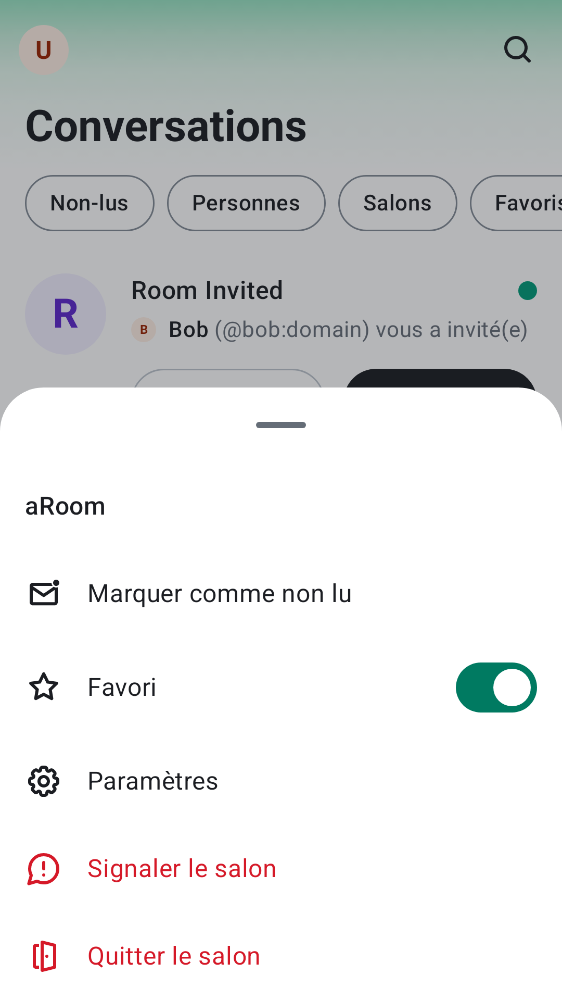 U
Conversations
Non-lus Personnes Salons Favoris
R
Room Invited
B Bob (@bob:domain) vous a invité(e)
aRoom
Marquer comme non lu
Favori
Paramètres
Signaler le salon
Quitter le salon